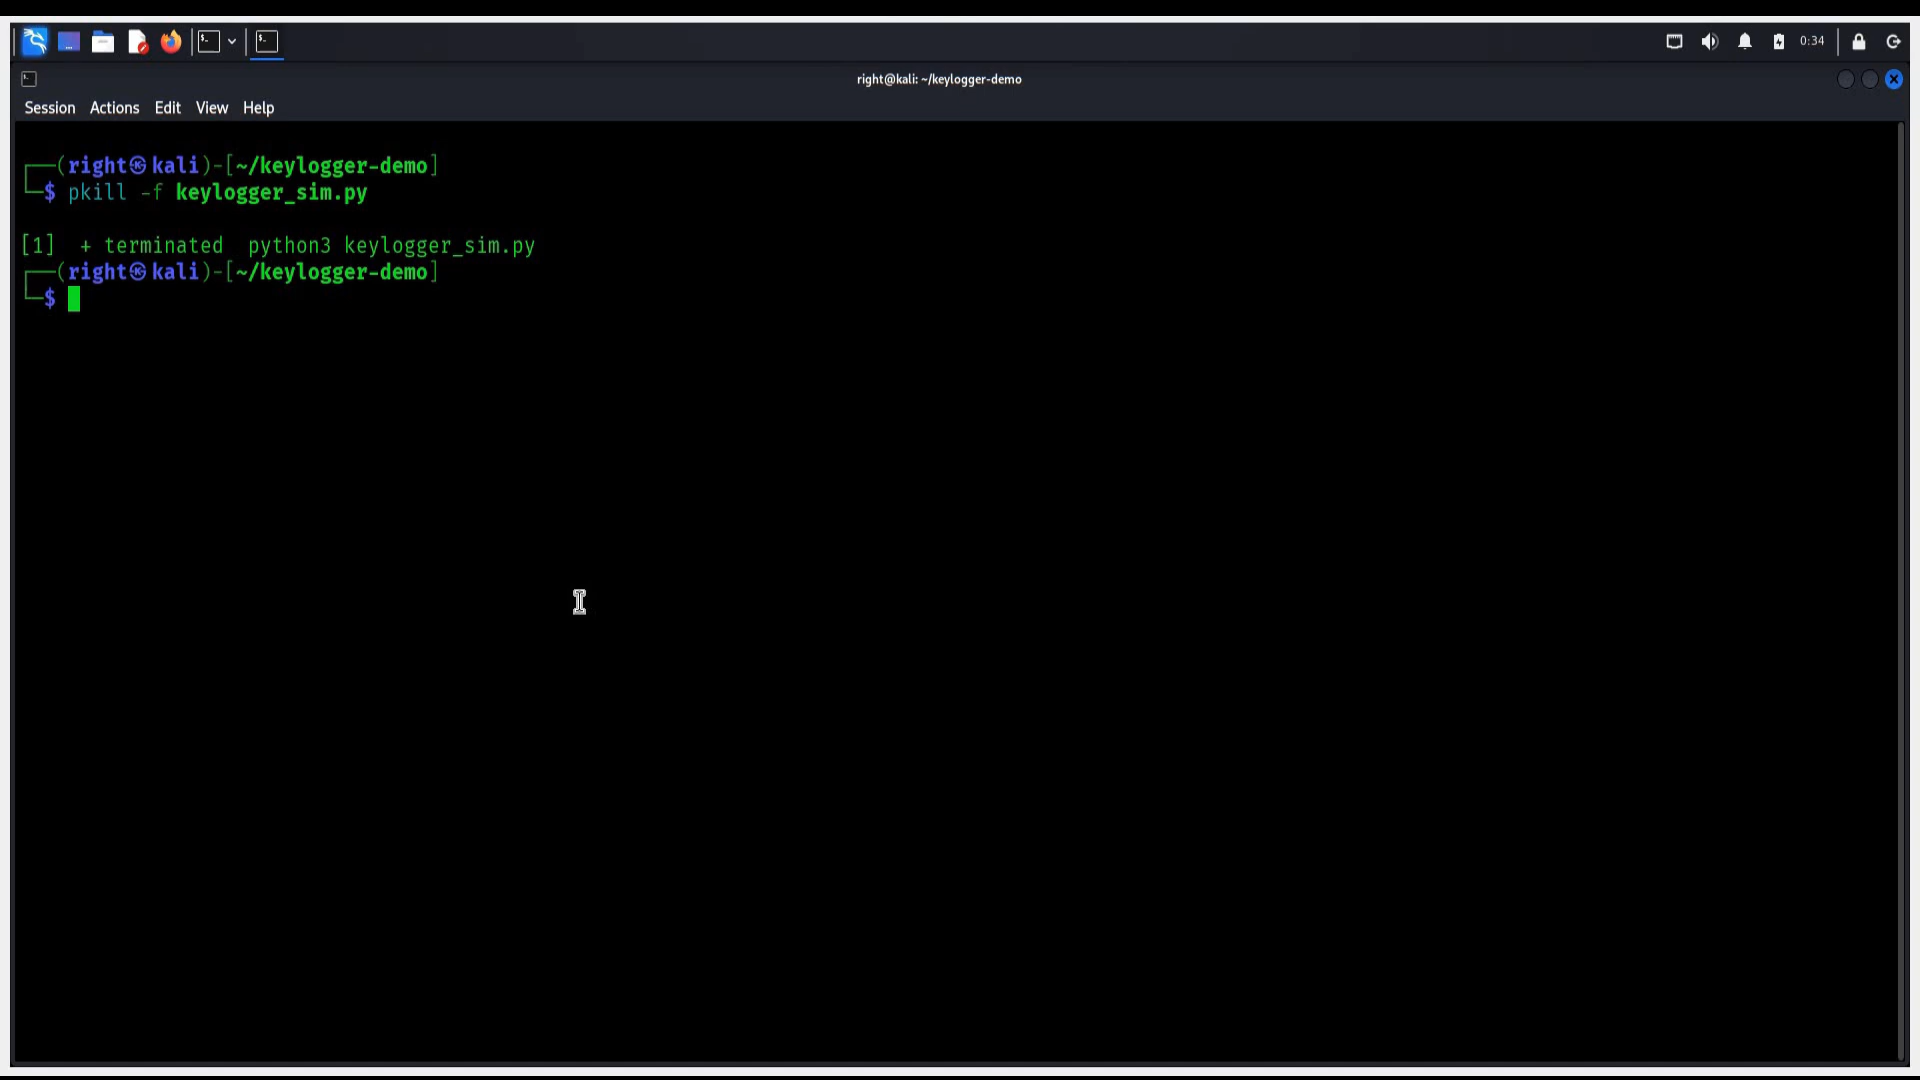 0:34
right@kali: ~/keylogger-demo
Session Actions Edit View Help
┌──(right㉿kali)-[~/keylogger-demo]
└─$ pkill -f keylogger_sim.py
[1]  + terminated  python3 keylogger_sim.py
┌──(right㉿kali)-[~/keylogger-demo]
└─$